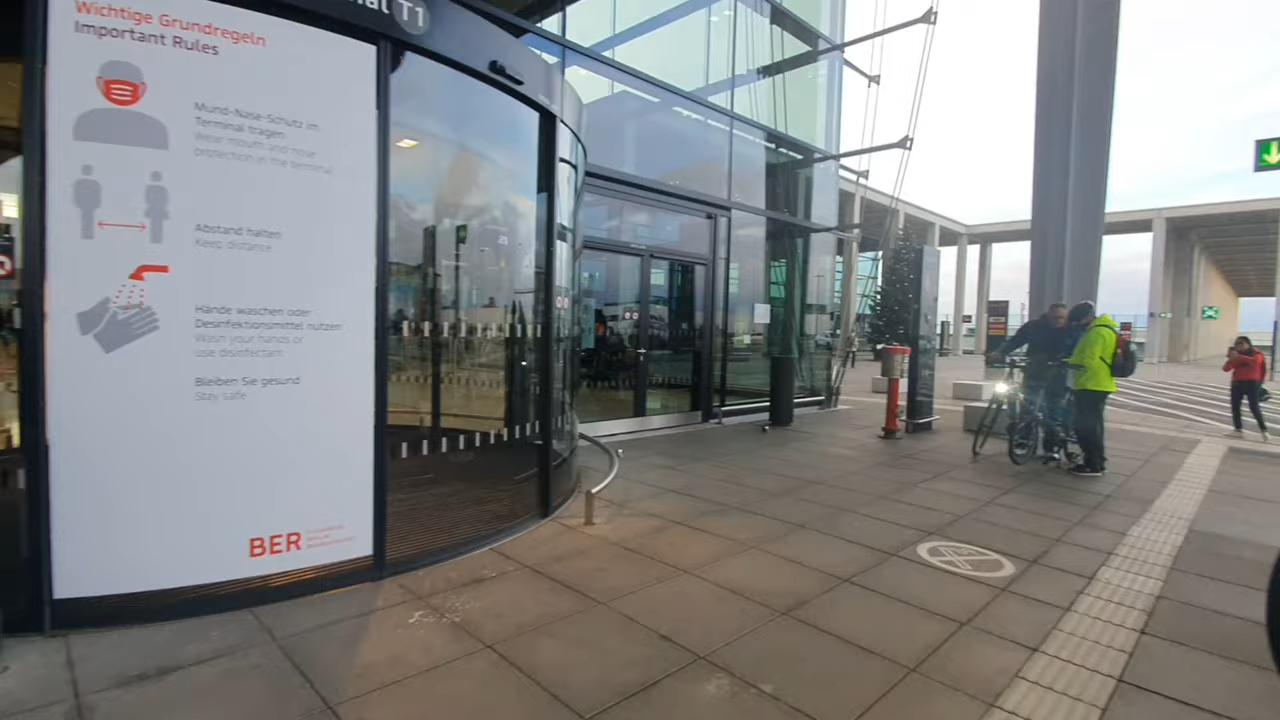 Wichtige Grundregeln
Important Rules
Mund-Nase-Schutz im
Terminal tragen
Wear mouth and nose
protection in the terminal
Abstand halten
Keep distance
Hände waschen oder
Desinfektionsmittel nutzen
Wash your hands or
use disinfectant
Bleiben Sie gesund
Stay safe
BER
T1